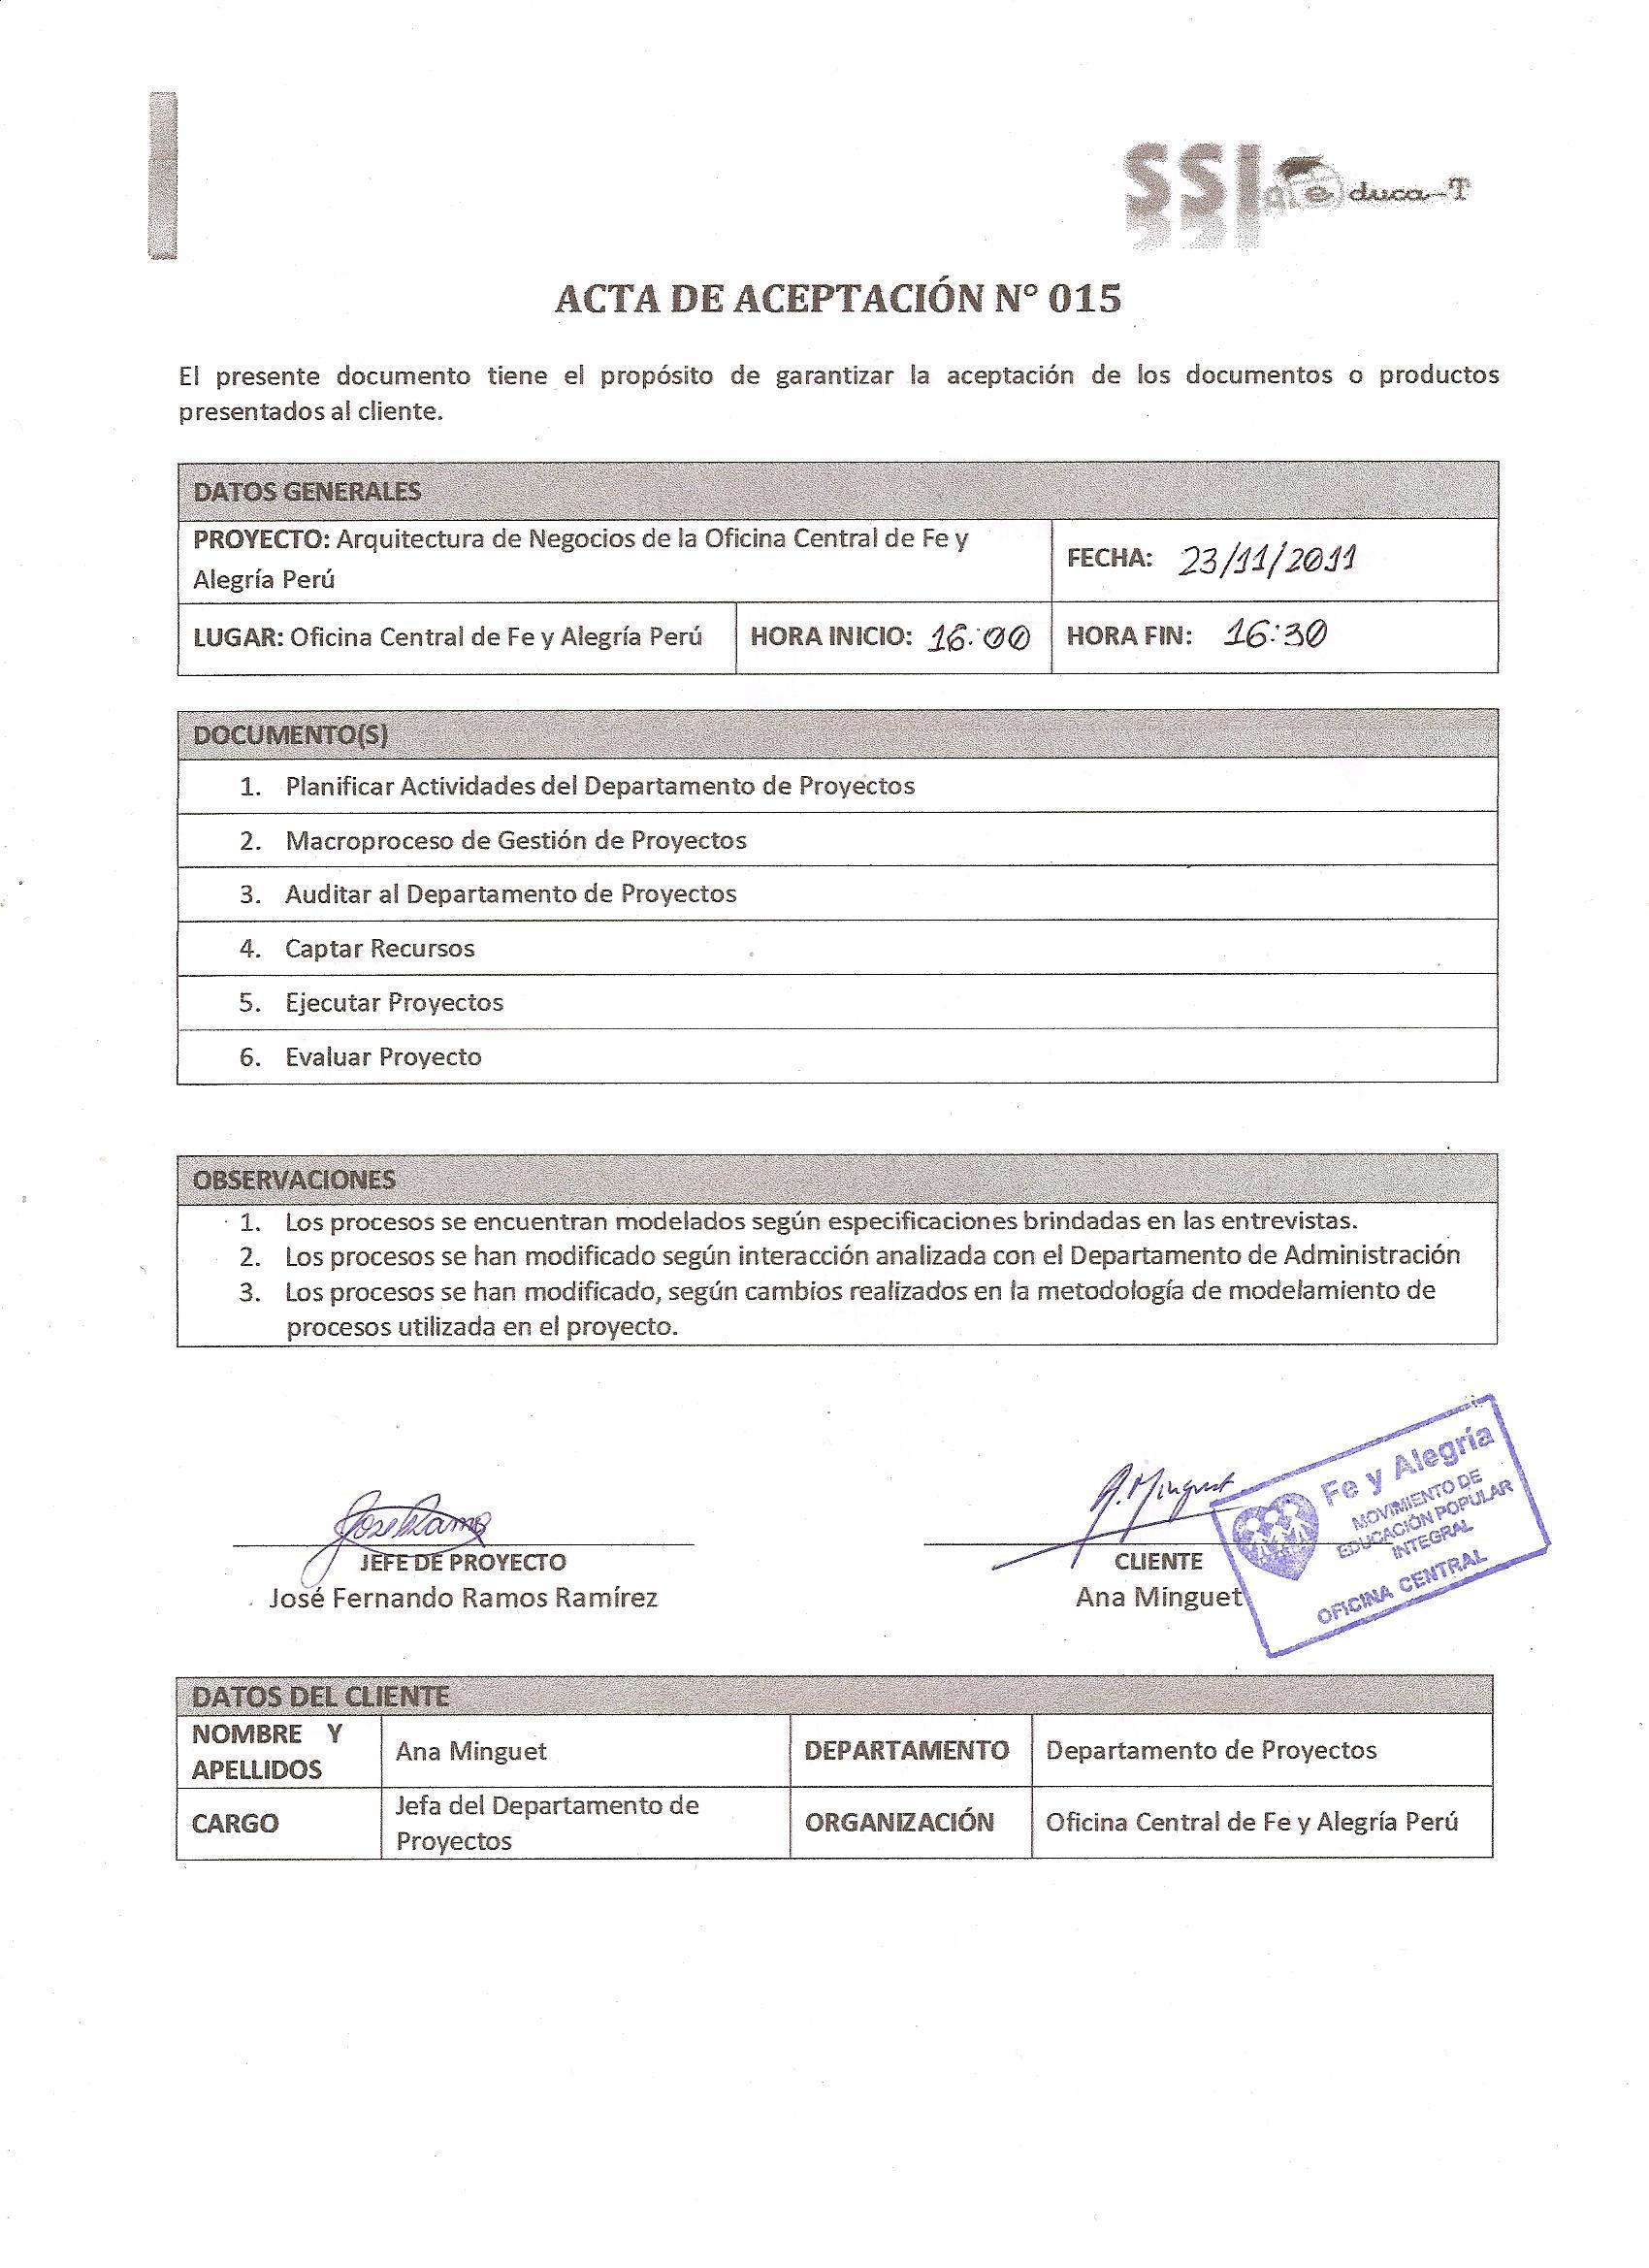 SSI educa-T
ACTA DE ACEPTACIÓN N° 015
El presente documento tiene el propósito de garantizar la aceptación de los documentos o productos
presentados al cliente.
DATOS GENERALES
PROYECTO: Arquitectura de Negocios de la Oficina Central de Fe y
Alegría Perú
FECHA: 23/11/2011
LUGAR: Oficina Central de Fe y Alegría Perú HORA INICIO: 16:00 HORA FIN: 16:30
DOCUMENTO(S)
1. Planificar Actividades del Departamento de Proyectos
2. Macroproceso de Gestión de Proyectos
3. Auditar al Departamento de Proyectos
4. Captar Recursos
5. Ejecutar Proyectos
6. Evaluar Proyecto
OBSERVACIONES
1. Los procesos se encuentran modelados según especificaciones brindadas en las entrevistas.
2. Los procesos se han modificado según interacción analizada con el Departamento de Administración
3. Los procesos se han modificado, según cambios realizados en la metodología de modelamiento de
procesos utilizada en el proyecto.
José Ramos
JEFE DE PROYECTO
José Fernando Ramos Ramírez
A. Minguet
CLIENTE
Ana Minguet
Fe y Alegría
MOVIMIENTO DE
EDUCACIÓN POPULAR
INTEGRAL
OFICINA CENTRAL
DATOS DEL CLIENTE
NOMBRE Y
APELLIDOS
Ana Minguet
DEPARTAMENTO
Departamento de Proyectos
CARGO
Jefa del Departamento de
Proyectos
ORGANIZACIÓN
Oficina Central de Fe y Alegría Perú